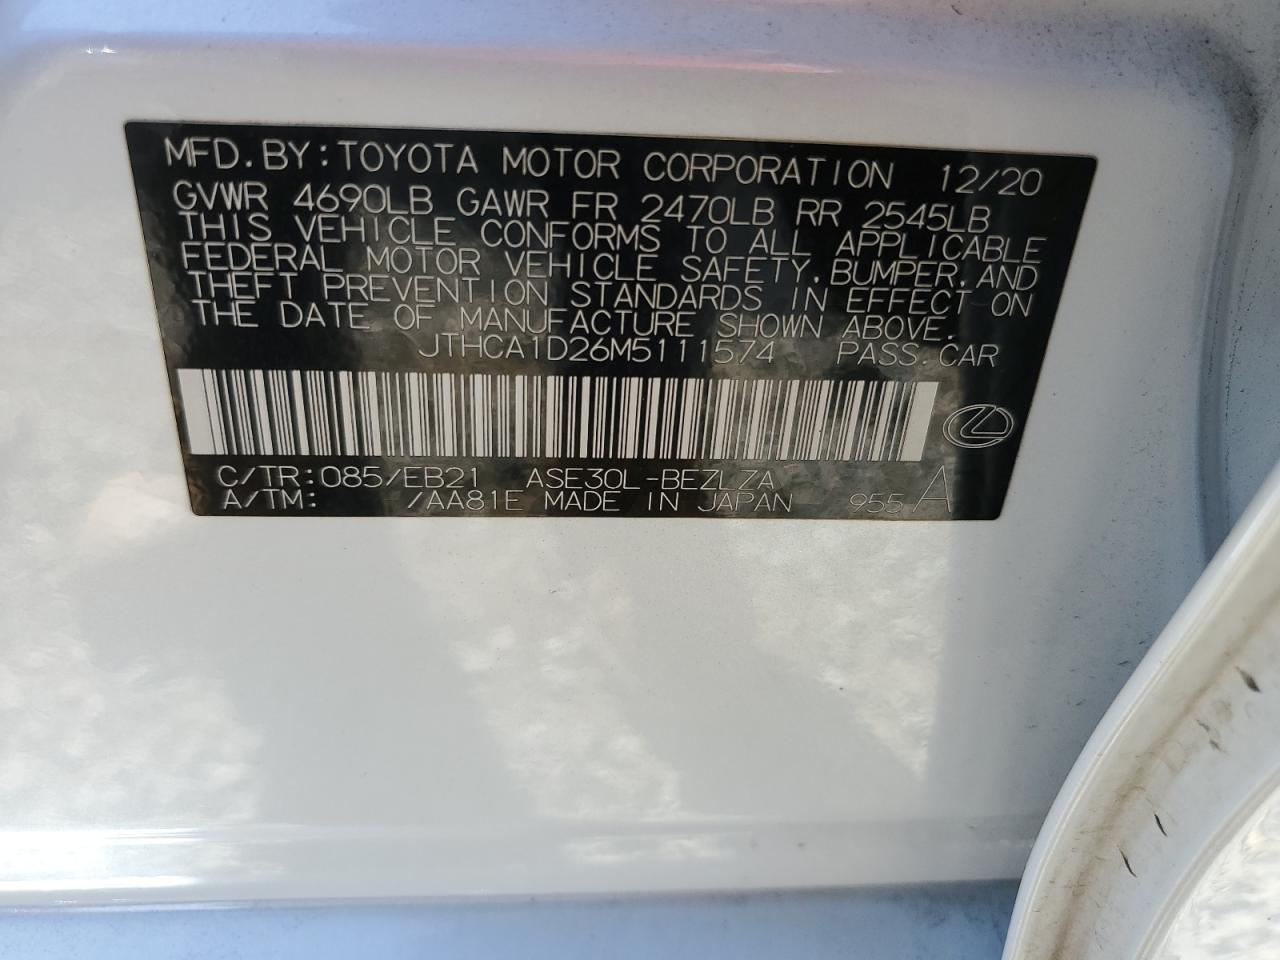 MFD. BY: TOYOTA MOTOR CORPORATION 12/20
GVWR 4690LB GAWR FR 2470LB RR 2545LB
THIS VEHICLE CONFORMS TO ALL APPLICABLE
FEDERAL MOTOR VEHICLE SAFETY, BUMPER, AND
THEFT PREVENTION STANDARDS IN EFFECT ON
THE DATE OF MANUFACTURE SHOWN ABOVE.
JTHCA1D26M5111574 PASS. CAR
C/TR: 085/EB21 ASE30L-BEZLZA
A/TM: /AA81E MADE IN JAPAN 955 A